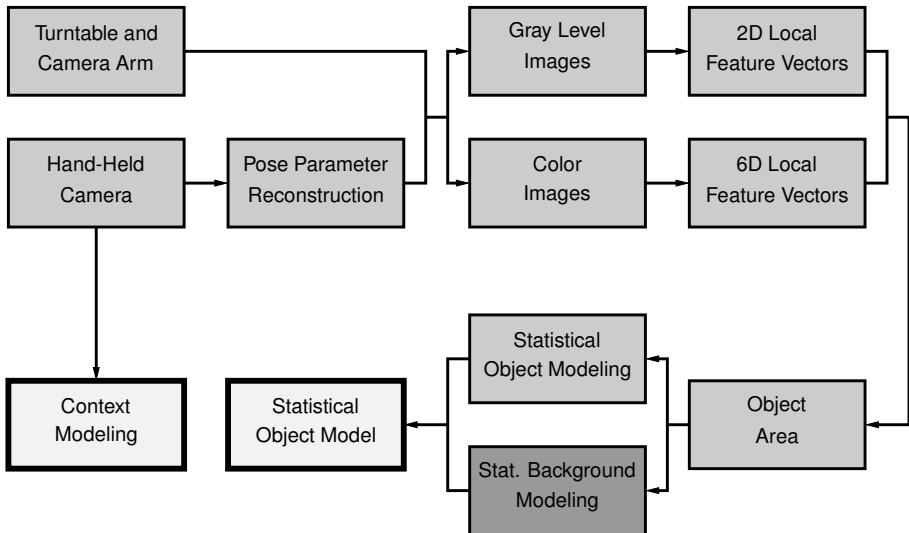 Turntable and
Camera Arm
Gray Level
Images
2D Local
Feature Vectors
Hand-Held
Camera
Pose Parameter
Reconstruction
Color
Images
6D Local
Feature Vectors
Statistical
Object Modeling
Context
Modeling
Statistical
Object Model
Object
Area
Stat. Background
Modeling